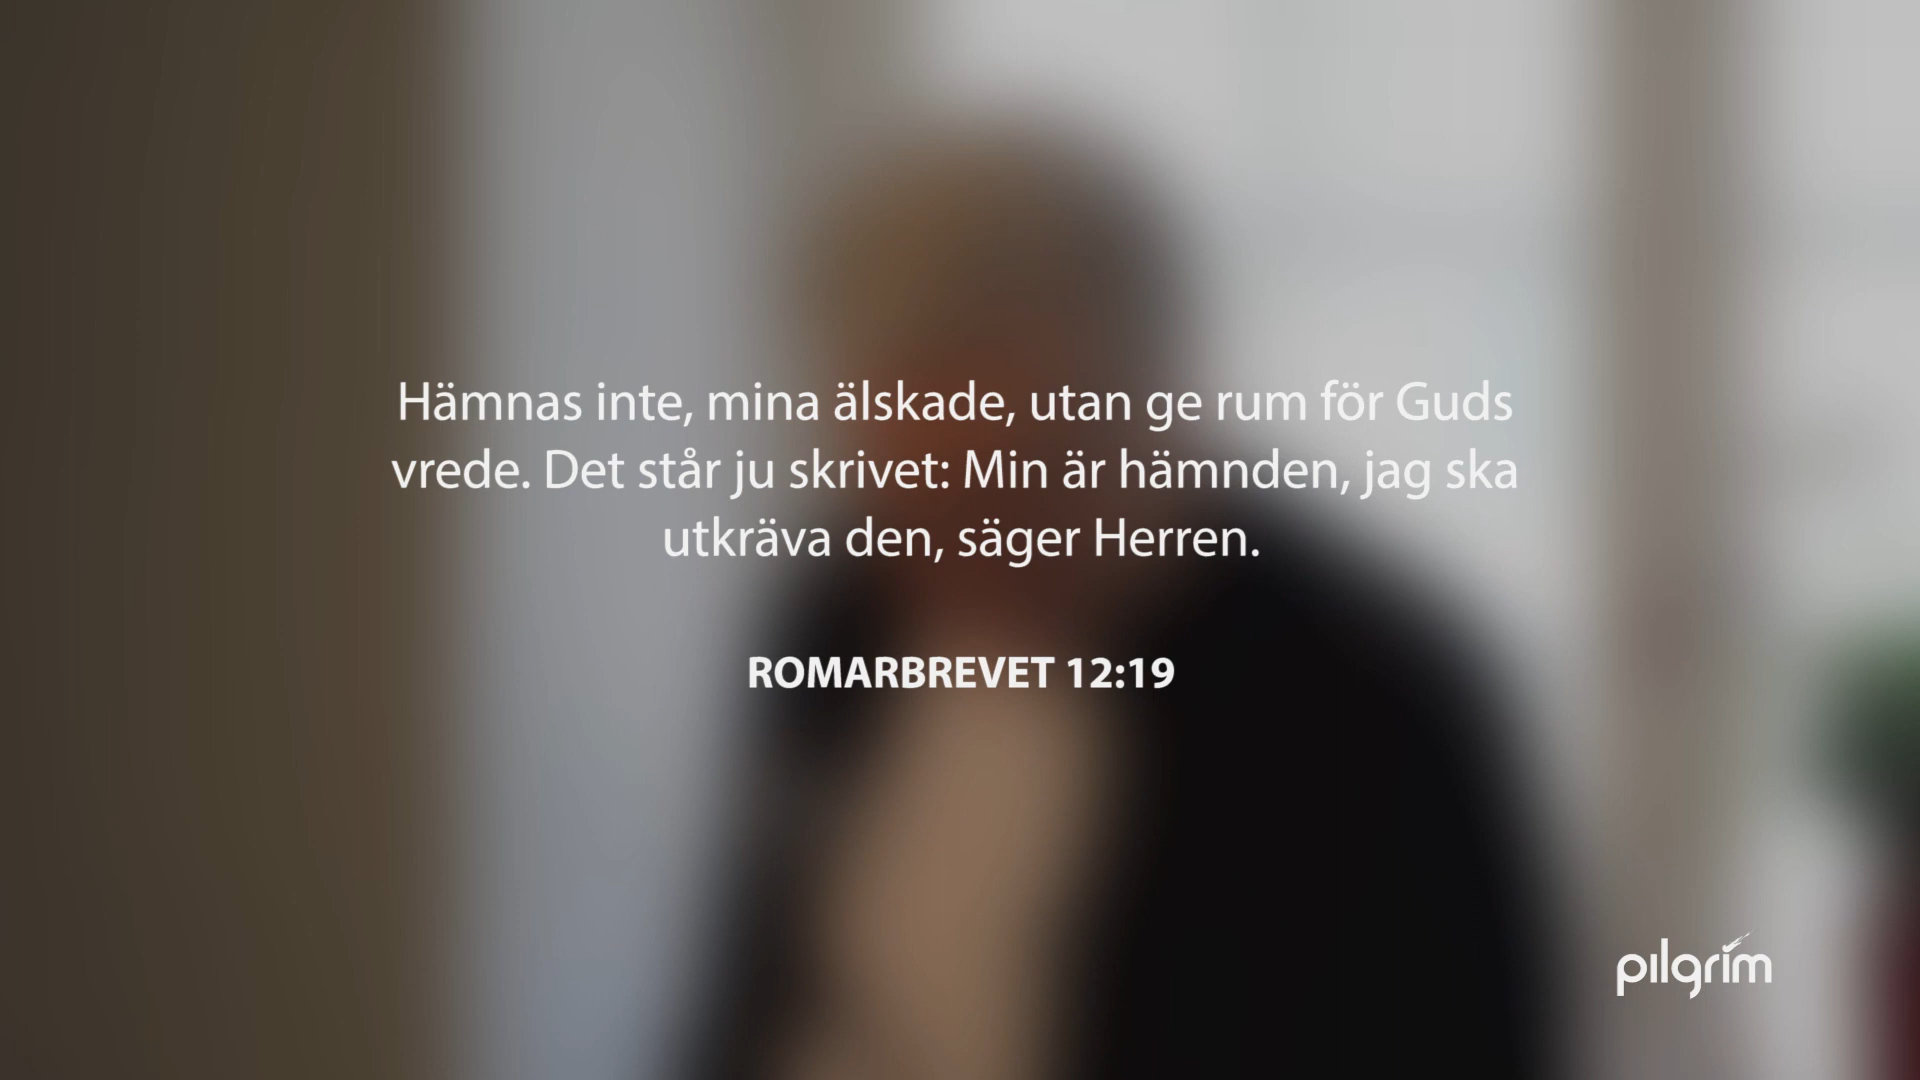 Hämnas inte, mina älskade, utan ge rum för Guds
vrede. Det står ju skrivet: Min är hämnden, jag ska
utkräva den, säger Herren.
ROMARBREVET 12:19
pilgrim